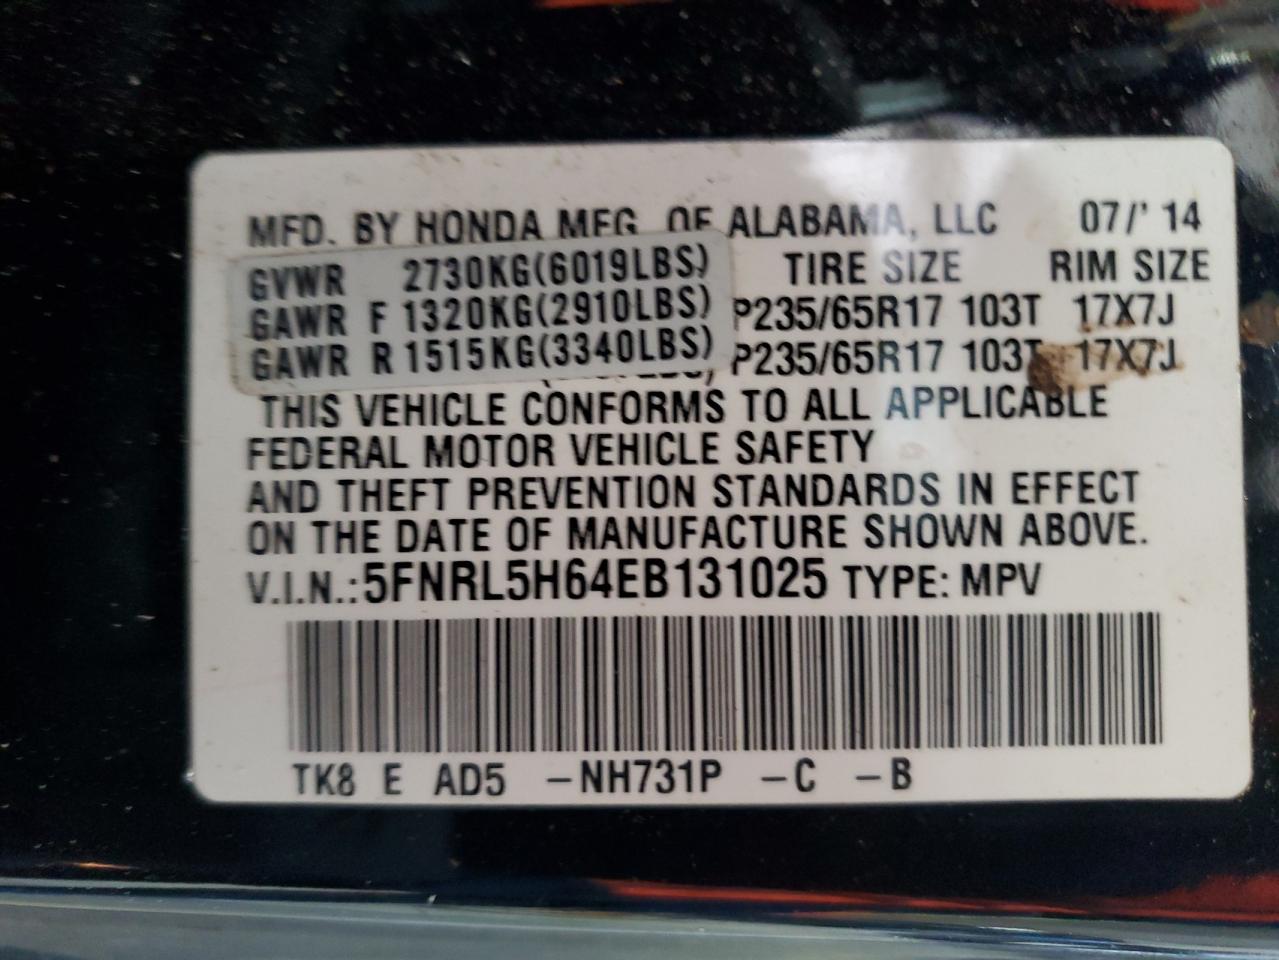 MFD. BY HONDA MFG. OF ALABAMA, LLC 07/' 14
GVWR 2730KG(6019LBS) TIRE SIZE RIM SIZE
GAWR F 1320KG(2910LBS) P235/65R17 103T 17X7J
GAWR R 1515KG(3340LBS) P235/65R17 103T 17X7J
THIS VEHICLE CONFORMS TO ALL APPLICABLE
FEDERAL MOTOR VEHICLE SAFETY
AND THEFT PREVENTION STANDARDS IN EFFECT
ON THE DATE OF MANUFACTURE SHOWN ABOVE.
V.I.N.:5FNRL5H64EB131025 TYPE: MPV
TK8 E AD5 –NH731P –C –B